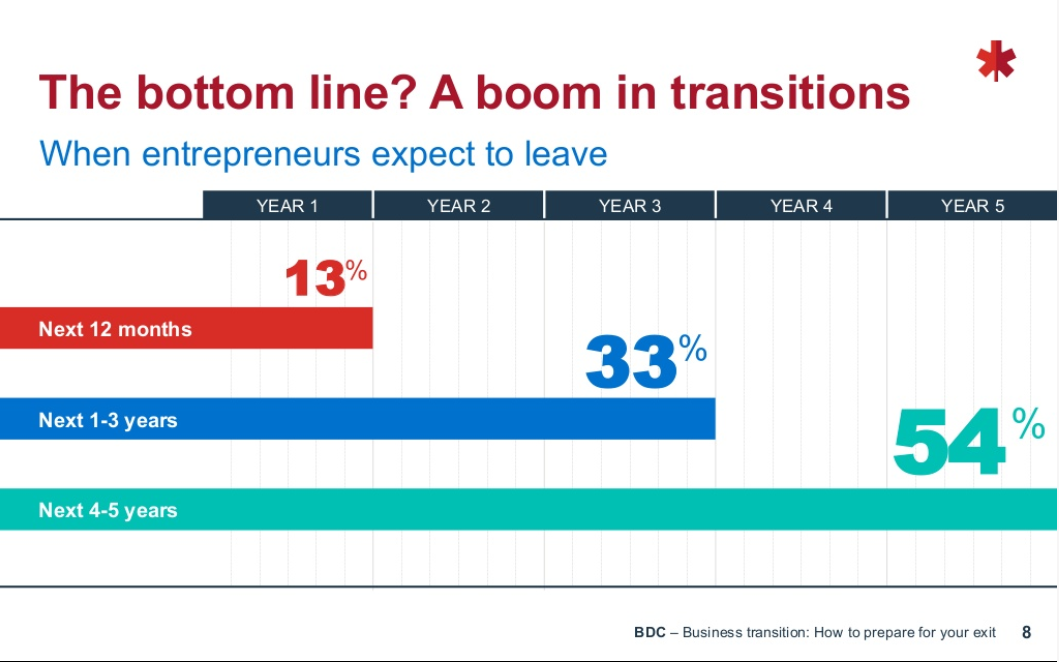 The bottom line? A boom in transitions
When entrepreneurs expect to leave
YEAR 1 YEAR 2 YEAR 3 YEAR 4 YEAR 5
13%
Next 12 months
33%
Next 1-3 years
54%
Next 4-5 years
BDC – Business transition: How to prepare for your exit 8